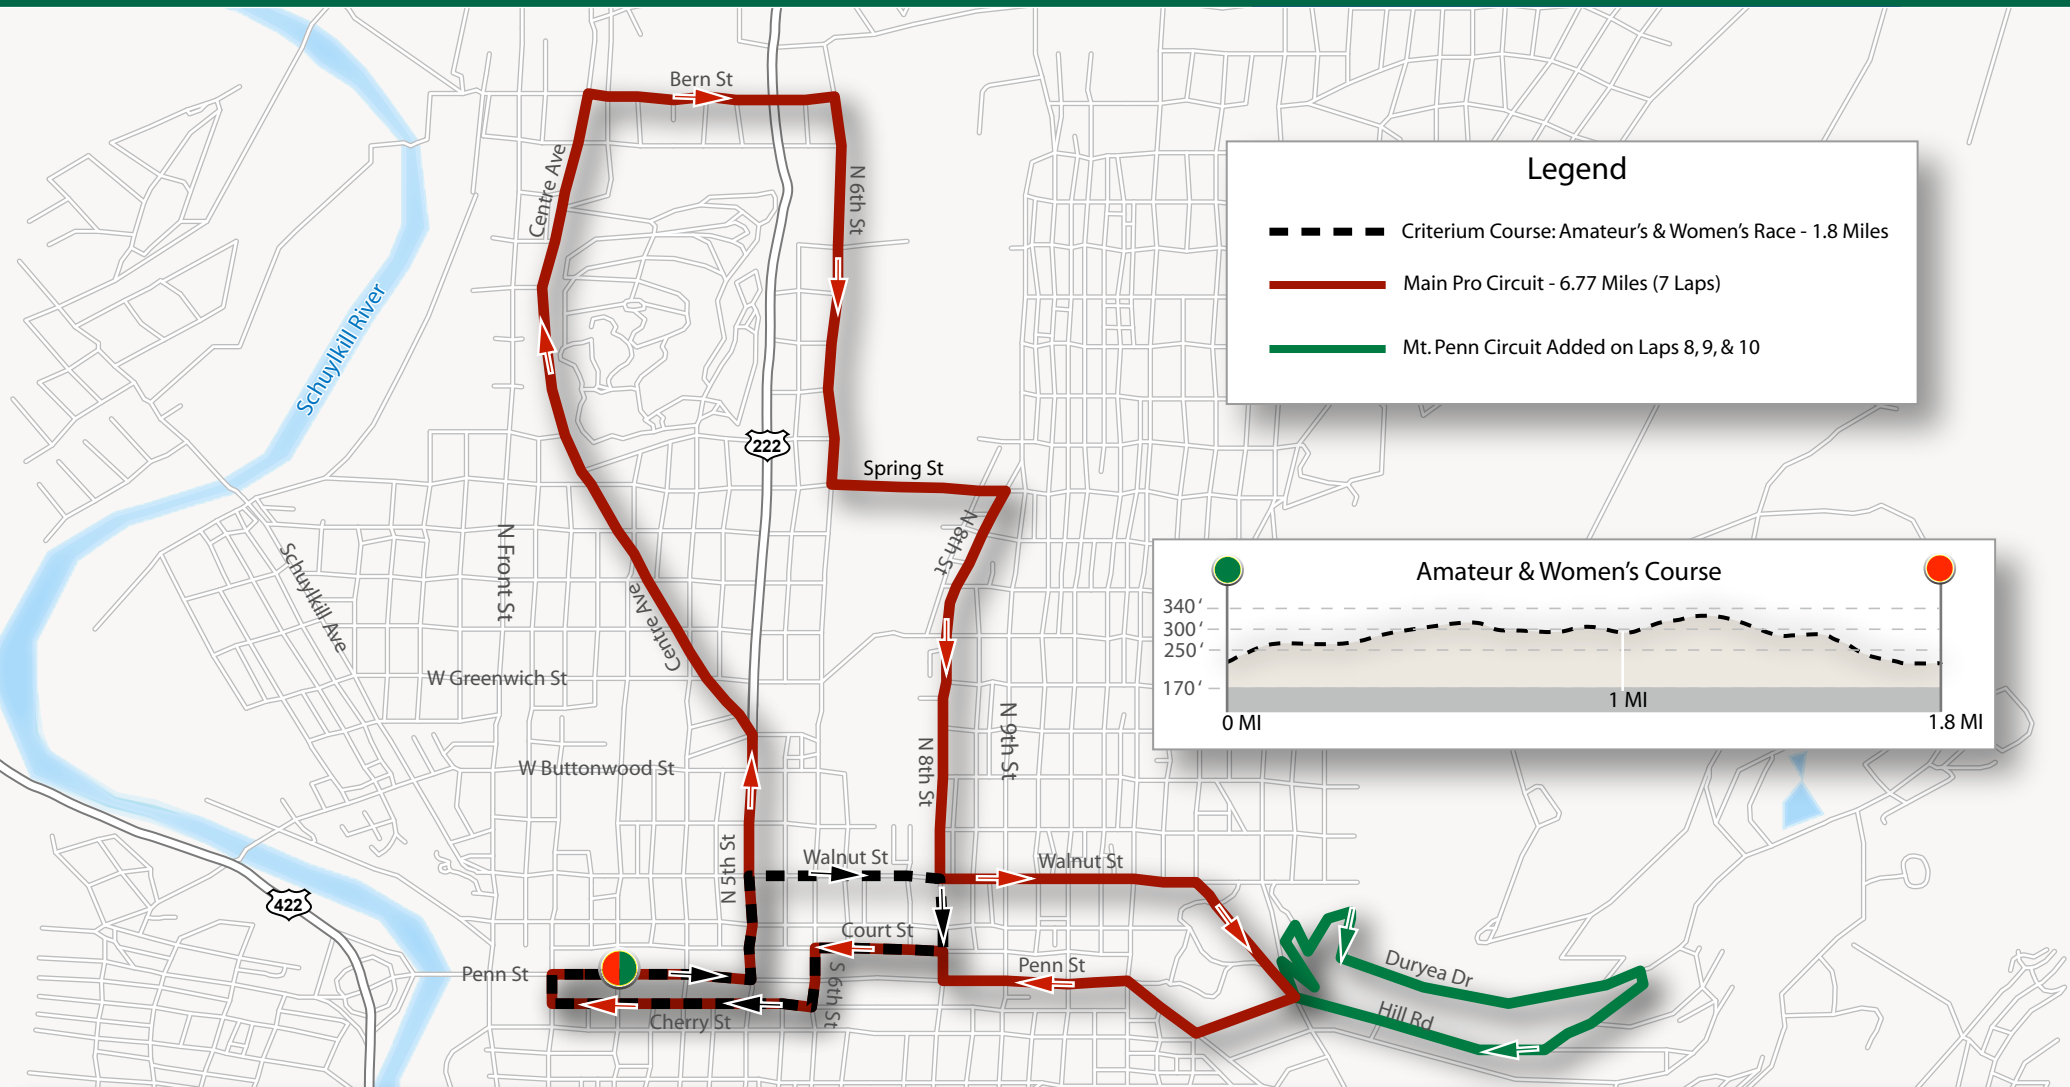 Bern St
Centre Ave
N 6th St
Legend
Criterium Course: Amateur's & Women's Race - 1.8 Miles
Main Pro Circuit - 6.77 Miles (7 Laps)
Mt. Penn Circuit Added on Laps 8, 9, & 10
Schuylkill River
222
Spring St
N 8th St
N Front St
Schuylkill Ave
Centre Ave
W Greenwich St
W Buttonwood St
N 9th St
N 8th St
Amateur & Women's Course
340'
300'
250'
170'
1 MI
0 MI
1.8 MI
N 5th St
Walnut St
Walnut St
422
Court St
Penn St
S 6th St
Penn St
Cherry St
Duryea Dr
Hill Rd